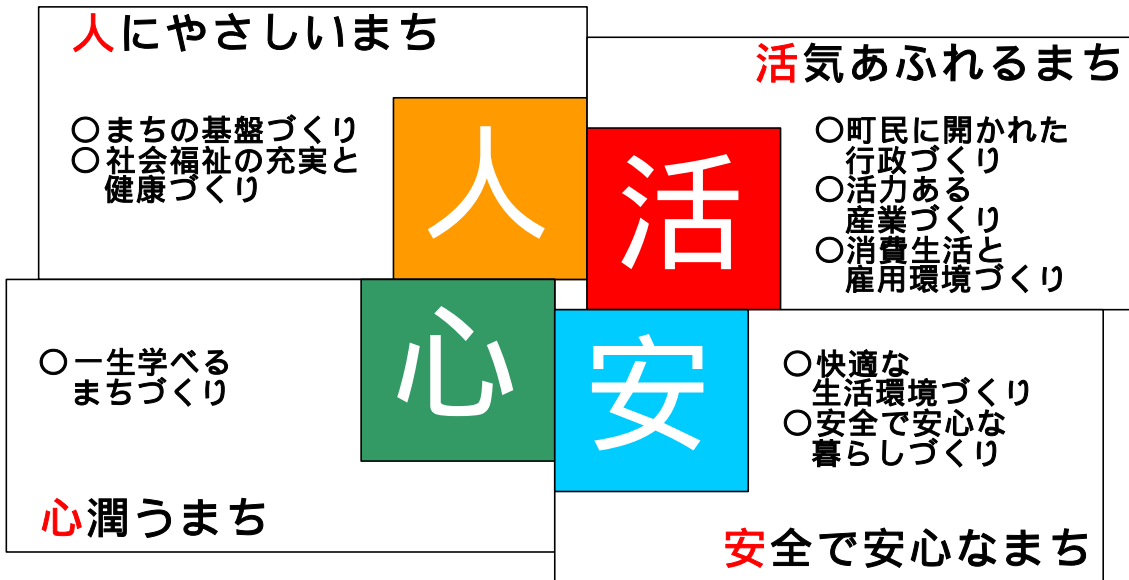 人にやさしいまち
○まちの基盤づくり
○社会福祉の充実と
健康づくり
人
活気あふれるまち
○町民に開かれた
行政づくり
○活力ある
産業づくり
○消費生活と
雇用環境づくり
活
○一生学べる
まちづくり
心
心潤うまち
安
○快適な
生活環境づくり
○安全で安心な
暮らしづくり
安全で安心なまち